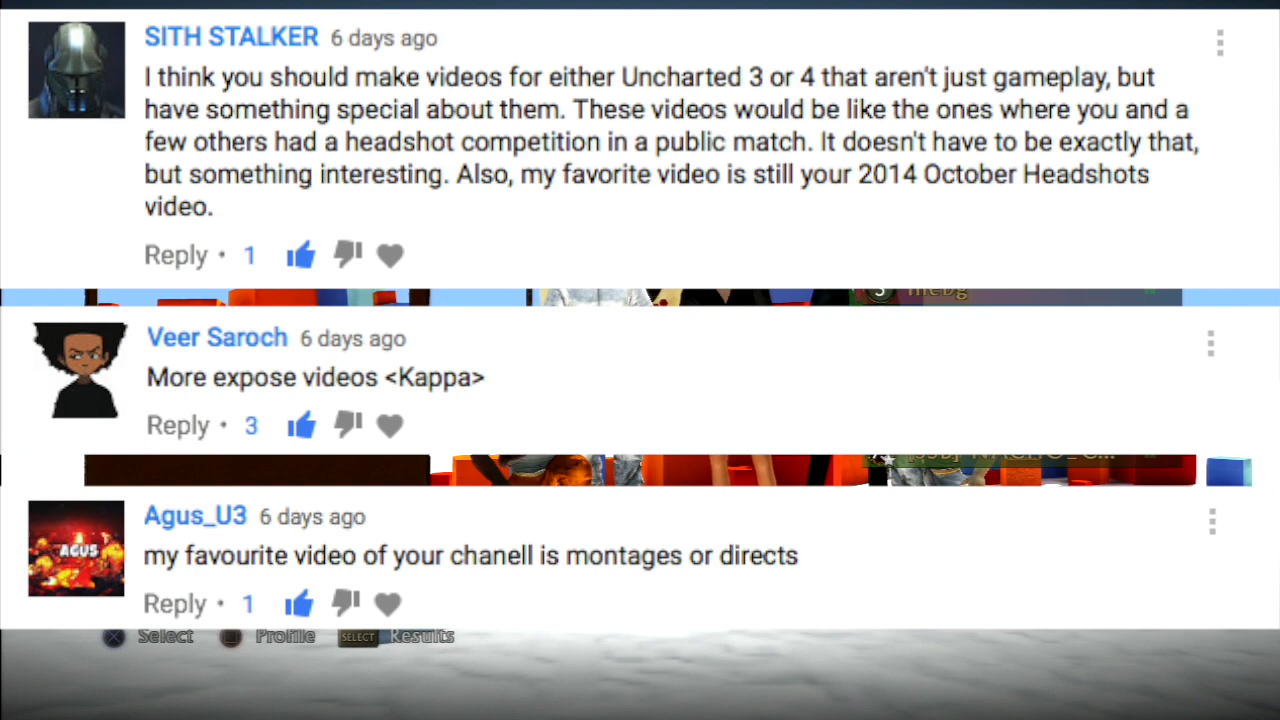 SITH STALKER 6 days ago
I think you should make videos for either Uncharted 3 or 4 that aren't just gameplay, but
have something special about them. These videos would be like the ones where you and a
few others had a headshot competition in a public match. It doesn't have to be exactly that,
but something interesting. Also, my favorite video is still your 2014 October Headshots
video.
Reply • 1
Veer Saroch 6 days ago
More expose videos <Kappa>
Reply • 3
AGUS
Agus_U3 6 days ago
my favourite video of your chanell is montages or directs
Reply • 1
Select Profile SELECT Results